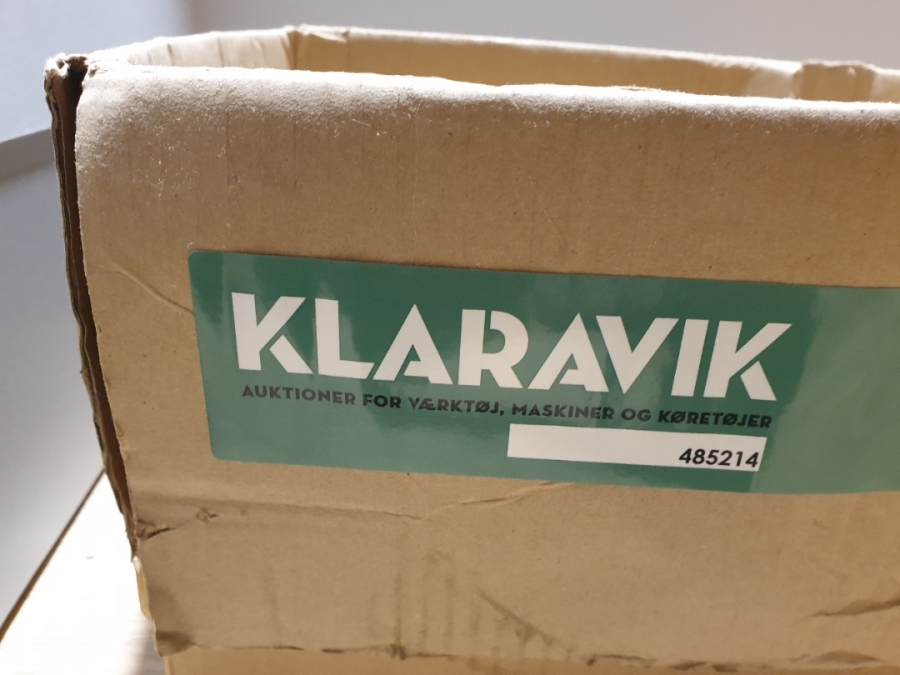 KLARAVIK
AUKTIONER FOR VÆRKTØJ, MASKINER OG KØRETØJER
485214